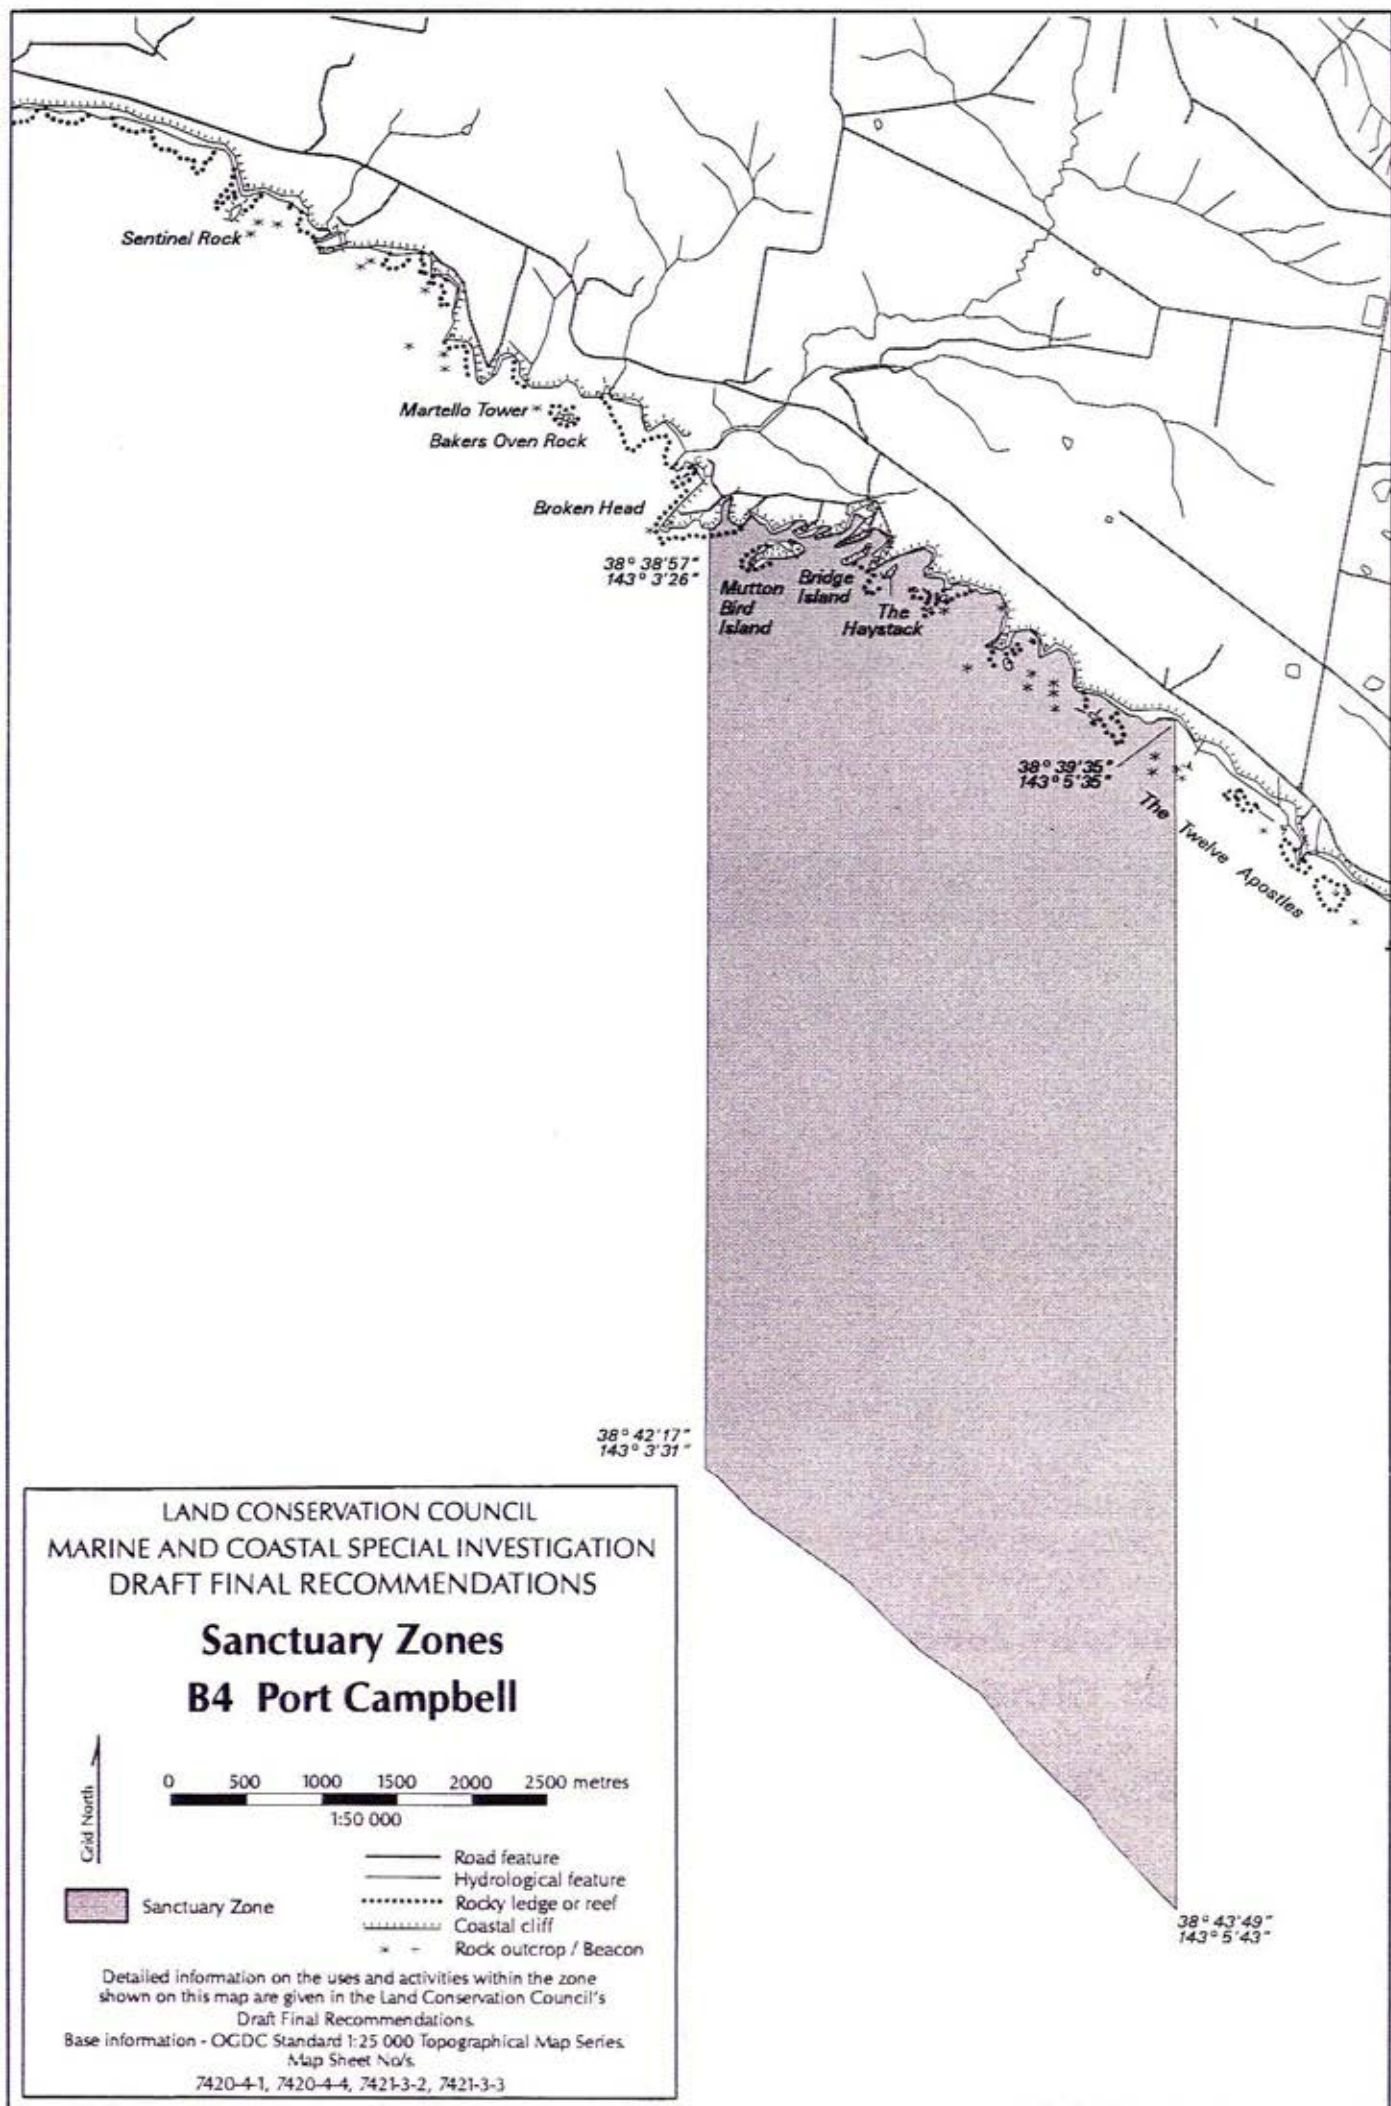 Sentinel Rock
Martello Tower
Bakers Oven Rock
Broken Head
38° 38'57"
143° 3'26"
Mutton
Bird
Island
Bridge
Island
The
Haystack
38° 39'35"
143° 5'35"
The Twelve Apostles
38° 42'17"
143° 3'31"
38° 43'49"
143° 5'43"
LAND CONSERVATION COUNCIL
MARINE AND COASTAL SPECIAL INVESTIGATION
DRAFT FINAL RECOMMENDATIONS
Sanctuary Zones
B4 Port Campbell
Grid North
0 500 1000 1500 2000 2500 metres
1:50 000
Road feature
Hydrological feature
Rocky ledge or reef
Coastal cliff
Rock outcrop / Beacon
Sanctuary Zone
Detailed information on the uses and activities within the zone
shown on this map are given in the Land Conservation Council's
Draft Final Recommendations.
Base information - OGDC Standard 1:25 000 Topographical Map Series.
Map Sheet No/s.
7420-4-1, 7420-4-4, 7421-3-2, 7421-3-3